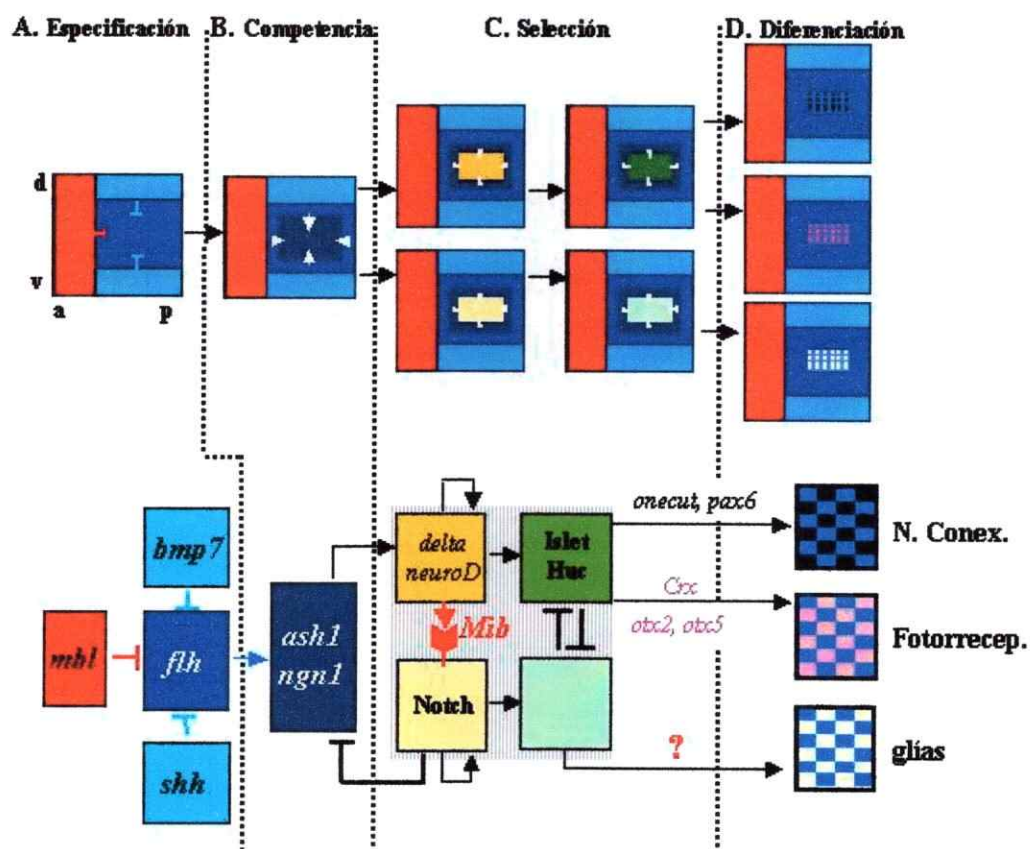 A. Especificación
B. Competencia
C. Selección
D. Diferenciación
d
v
a
p
bmp7
mbl
flh
shh
ash1
ngn1
delta
neuroD
Mib
Notch
Islet
Huc
onecut, pax6
Crx
otx2, otx5
?
N. Conex.
Fotorrecep.
glías